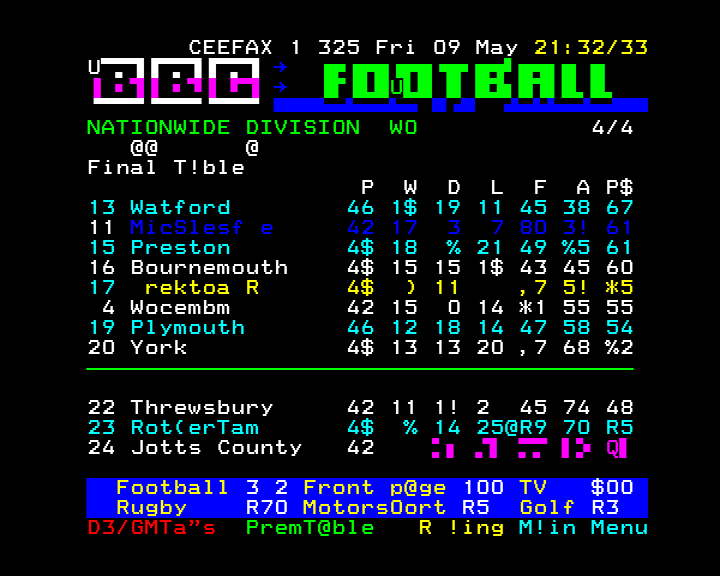 CEEFAX 1 325 Fri 09 May 21:32/33
U BBC → → FOOTBALL U
NATIONWIDE DIVISION WO 4/4
@@ @
Final T!ble
P W D L F A P$
13 Watford 46 1$ 19 11 45 38 67
11 MicSlesf e 42 17 3 7 80 3! 61
15 Preston 4$ 18 % 21 49 %5 61
16 Bournemouth 4$ 15 15 1$ 43 45 60
17 rektoa R 4$ ) 11 ,7 5! *5
4 Wocembm 42 15 O 14 *1 55 55
19 Plymouth 46 12 18 14 47 58 54
20 York 4$ 13 13 20 ,7 68 %2
22 Threwsbury 42 11 1! 2 45 74 48
23 Rot(erTam 4$ % 14 25@R9 70 R5
24 Jotts County 42 Q
Football 3 2 Front p@ge 100 TV $00
Rugby R70 MotorsOort R5 Golf R3
D3/GMTa"s PremT@ble R !ing M!in Menu